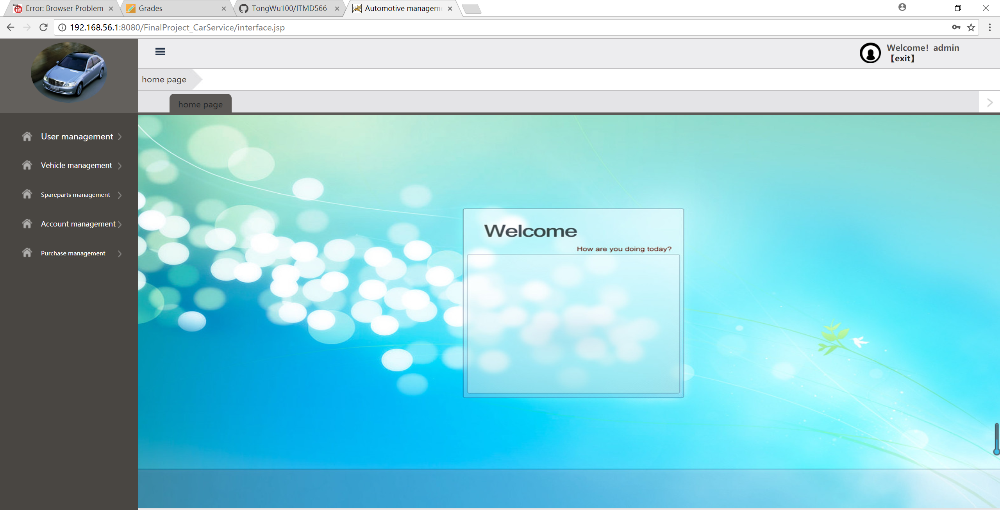 Error: Browser Problem
Grades
TongWu100/ITMD566
Automotive managem
192.168.56.1:8080/FinalProject_CarService/interface.jsp
Welcome! admin
【exit】
home page
home page
User management
Vehicle management
Spareparts management
Account management
Purchase management
Welcome
How are you doing today?